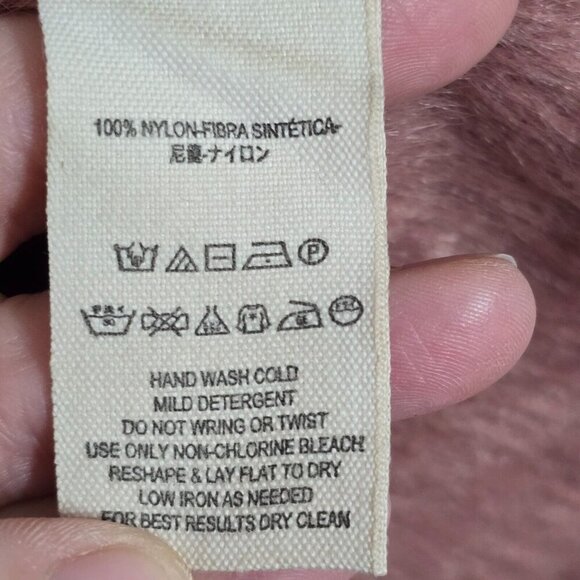 100% NYLON-FIBRA SINTÉTICA-
尼龍-ナイロン
P
30
HAND WASH COLD
MILD DETERGENT
DO NOT WRING OR TWIST
USE ONLY NON-CHLORINE BLEACH
RESHAPE & LAY FLAT TO DRY
LOW IRON AS NEEDED
FOR BEST RESULTS DRY CLEAN